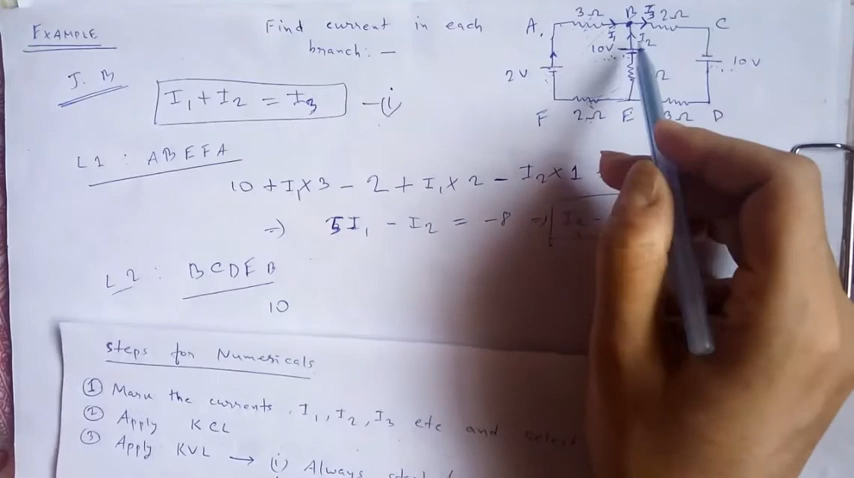 EXAMPLE
Find current in each
branch: —
J. B
I₁ + I₂ = I₃ —(i)
L1 : ABEFA
10 + I₁×3 − 2 + I₁×2 − I₂×1
⇒ 5I₁ − I₂ = −8 ⇒
L2 : BCDEB
10
A 3Ω B I₃ 2Ω C
I₁ I₂
10V
2V 10V
Ω
F 2Ω E 3Ω D
Steps for Numericals
① Mark the currents, I₁, I₂, I₃ etc and select
② Apply KCL
③ Apply KVL → (i) Always